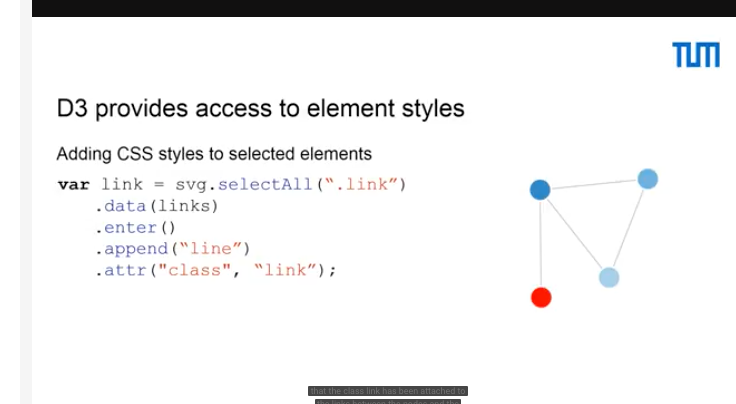 TUM
D3 provides access to element styles
Adding CSS styles to selected elements
var link = svg.selectAll(“.link”)
.data(links)
.enter()
.append(“line”)
.attr("class", “link”);
that the class link has been attached to